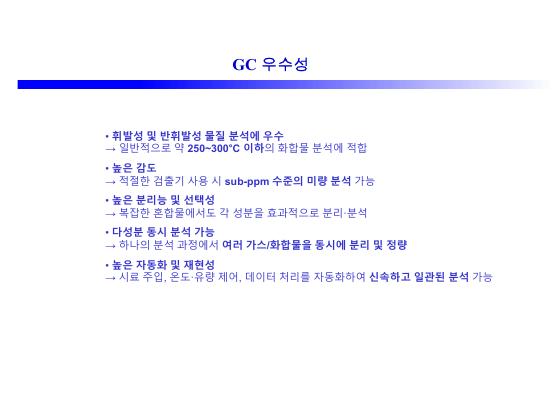 GC 우수성
• 휘발성 및 반휘발성 물질 분석에 우수
→ 일반적으로 약 250~300°C 이하의 화합물 분석에 적합
• 높은 감도
→ 적절한 검출기 사용 시 sub-ppm 수준의 미량 분석 가능
• 높은 분리능 및 선택성
→ 복잡한 혼합물에서도 각 성분을 효과적으로 분리·분석
• 다성분 동시 분석 가능
→ 하나의 분석 과정에서 여러 가스/화합물을 동시에 분리 및 정량
• 높은 자동화 및 재현성
→ 시료 주입, 온도·유량 제어, 데이터 처리를 자동화하여 신속하고 일관된 분석 가능